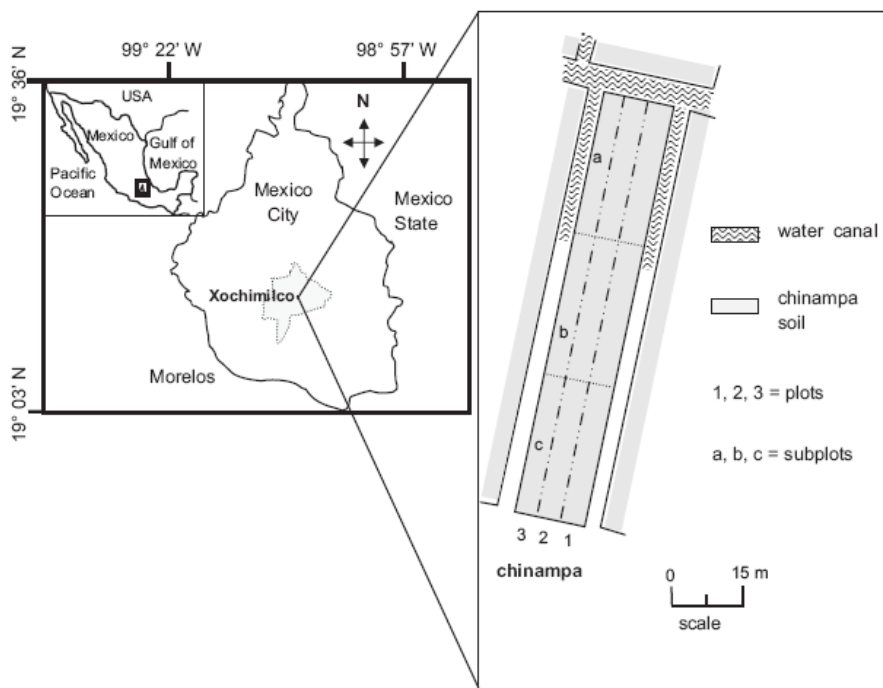 99° 22' W
98° 57' W
19° 36' N
19° 03' N
USA
Mexico
Gulf of
Mexico
Pacific
Ocean
N
Mexico
City
Mexico
State
Xochimilco
Morelos
a
b
c
3 2 1
chinampa
water canal
chinampa
soil
1, 2, 3 = plots
a, b, c = subplots
0 15 m
scale